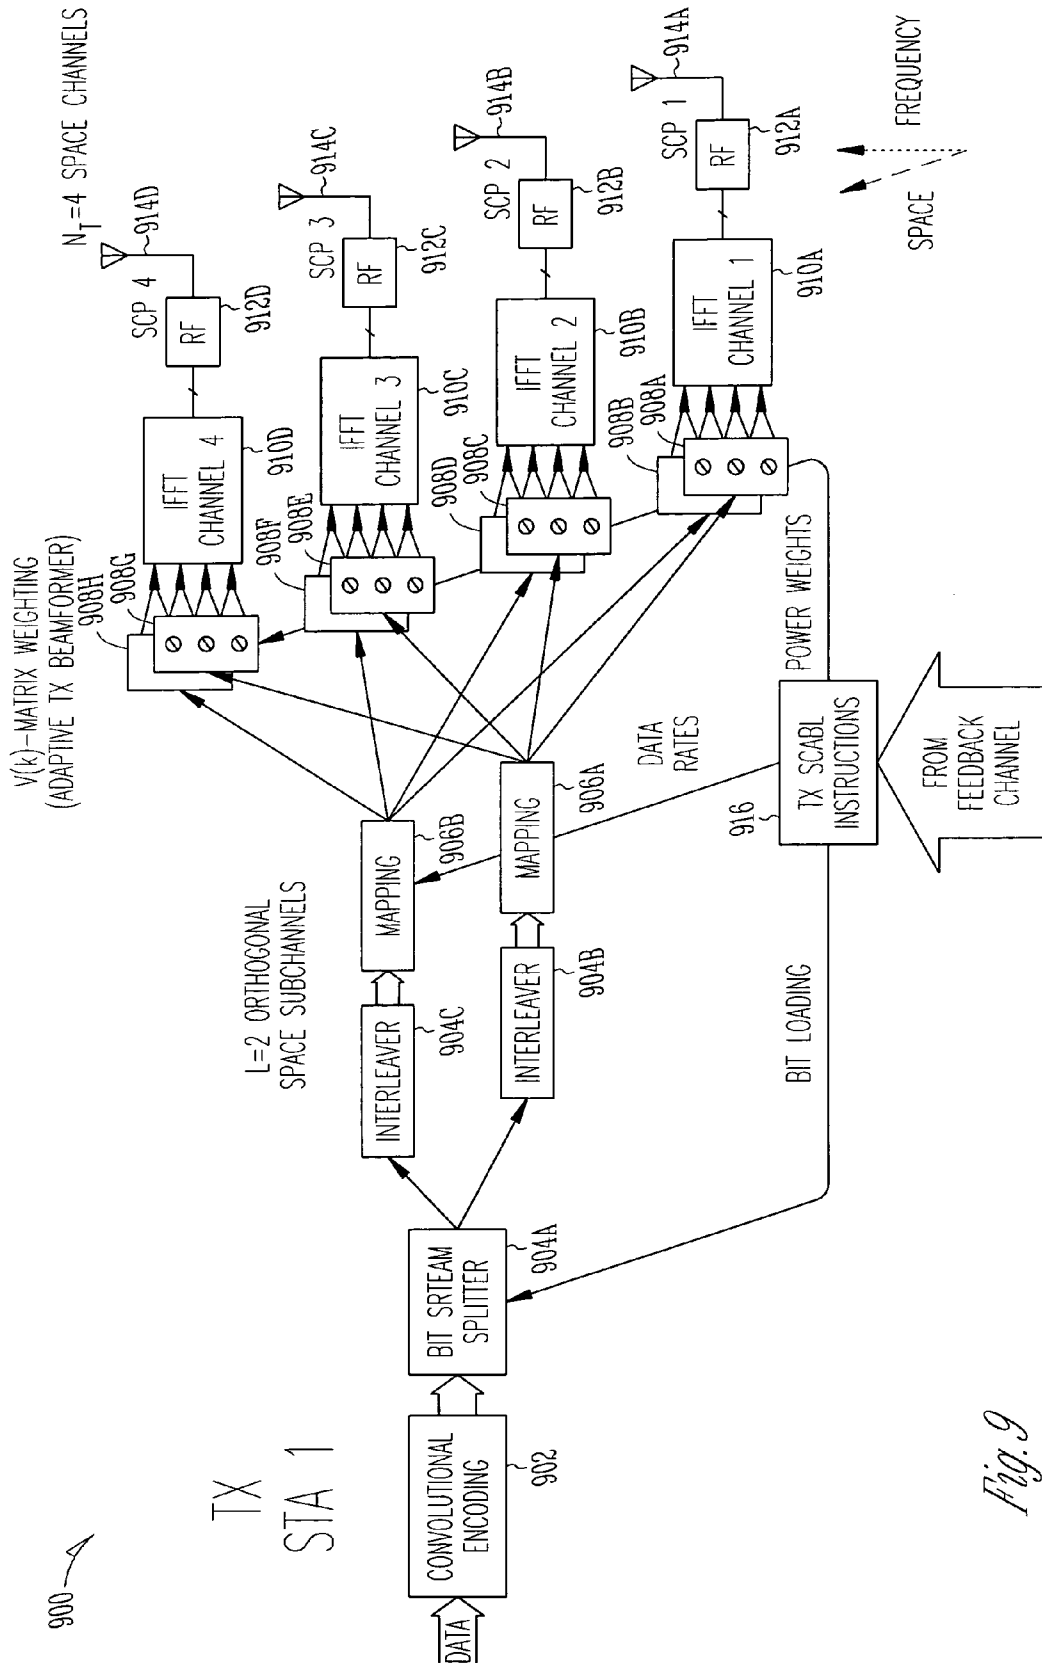 900
TX
STA 1
DATA
CONVOLUTIONAL
ENCODING
902
BIT SRTEAM
SPLITTER
904A
L=2 ORTHOGONAL
SPACE SUBCHANNELS
INTERLEAVER
904C
INTERLEAVER
904B
MAPPING
906B
MAPPING
906A
V(k)-MATRIX WEIGHTING
(ADAPTIVE TX BEAMFORMER)
908H
908G
908F
908E
908D
908C
908B
908A
IFFT
CHANNEL 4
910D
IFFT
CHANNEL 3
910C
IFFT
CHANNEL 2
910B
IFFT
CHANNEL 1
910A
NT=4 SPACE CHANNELS
SCP 4
RF
912D
914D
SCP 3
RF
912C
914C
SCP 2
RF
912B
914B
SCP 1
RF
912A
914A
BIT LOADING
DATA
RATES
POWER WEIGHTS
916
TX SCABL
INSTRUCTIONS
FROM
FEEDBACK
CHANNEL
SPACE
FREQUENCY
Fig. 9